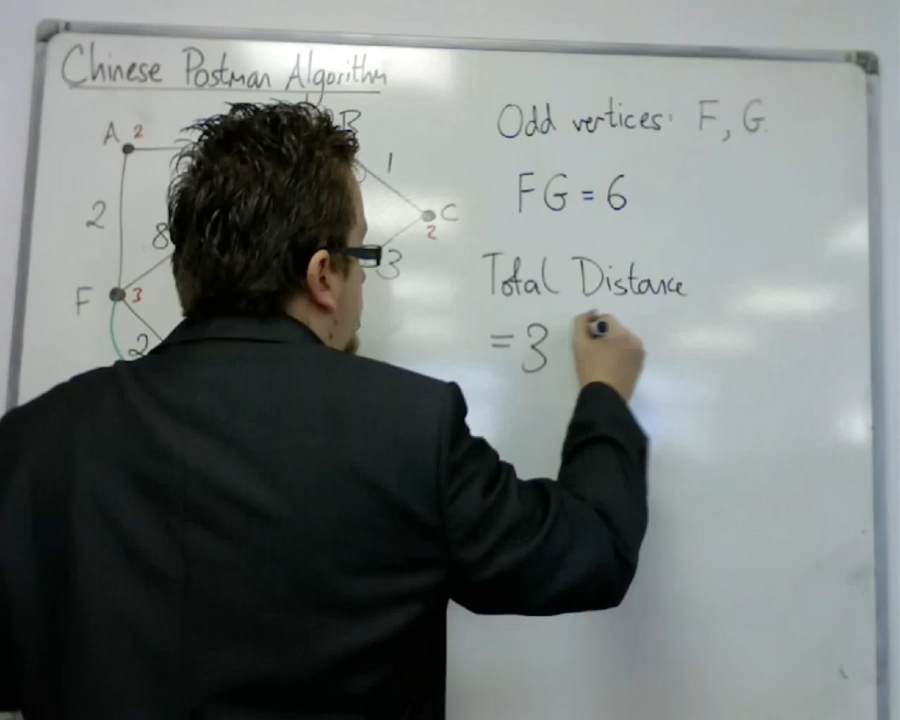 Chinese Postman Algorithm
Odd vertices: F, G
A 2
B
1
FG = 6
2
C
2
8
3
Total Distance
F 3
= 3
2